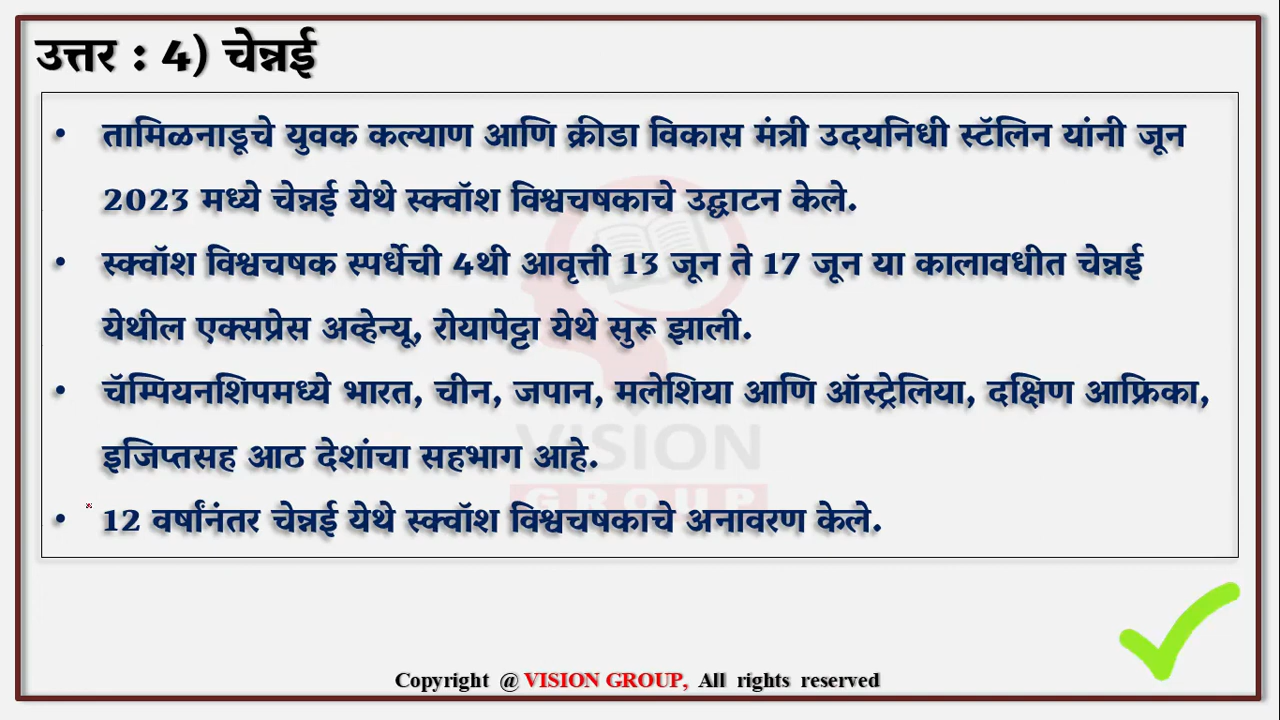 उत्तर : 4) चेन्नई
• तामिळनाडूचे युवक कल्याण आणि क्रीडा विकास मंत्री उदयनिधी स्टॅलिन यांनी जून
2023 मध्ये चेन्नई येथे स्क्वॉश विश्वचषकाचे उद्घाटन केले.
• स्क्वॉश विश्वचषक स्पर्धेची 4थी आवृत्ती 13 जून ते 17 जून या कालावधीत चेन्नई
येथील एक्सप्रेस अव्हेन्यू, रोयापेट्टा येथे सुरू झाली.
• चॅम्पियनशिपमध्ये भारत, चीन, जपान, मलेशिया आणि ऑस्ट्रेलिया, दक्षिण आफ्रिका,
इजिप्तसह आठ देशांचा सहभाग आहे.
• 12 वर्षांनंतर चेन्नई येथे स्क्वॉश विश्वचषकाचे अनावरण केले.
VISION
GROUP
Copyright @ VISION GROUP, All rights reserved